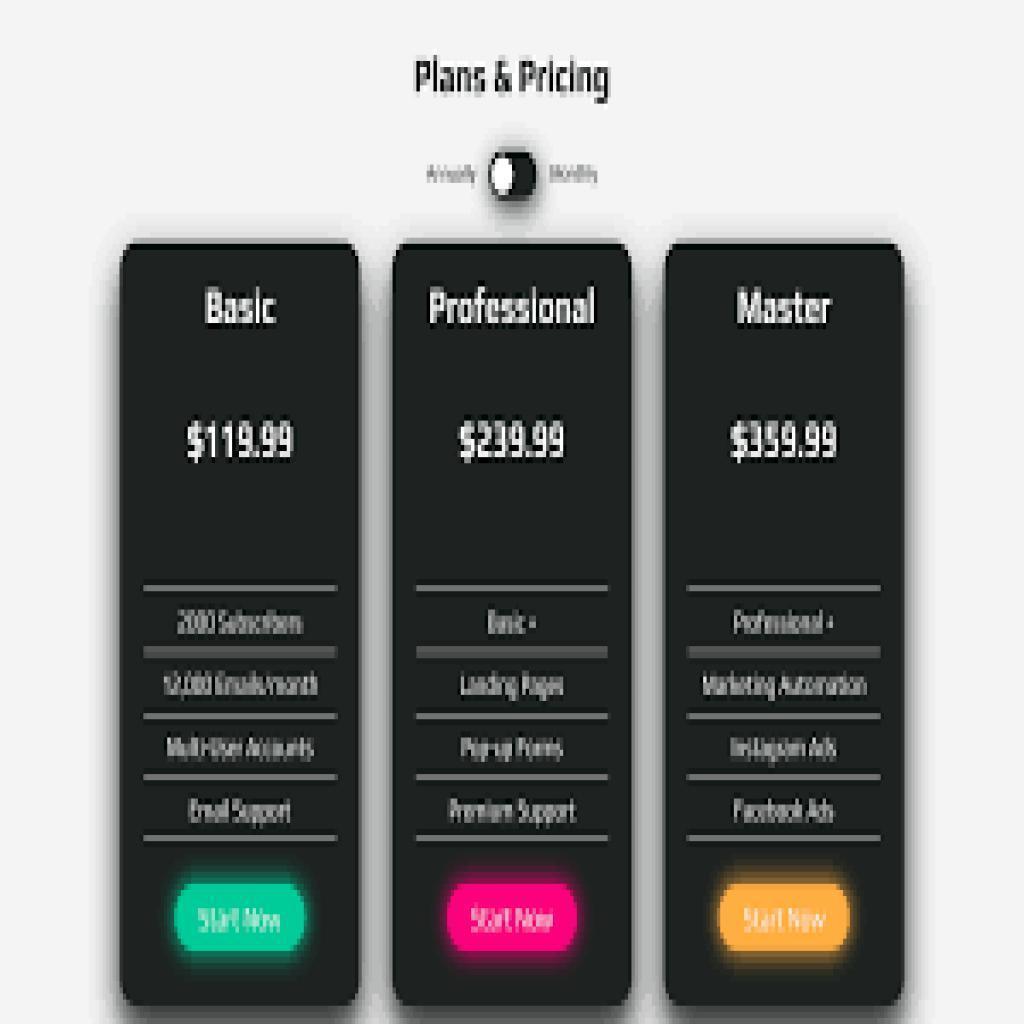 Plans & Pricing
Annually Monthly
Basic
$119.99
2000 Subscribers
12,000 Emails/month
Multi-User Accounts
Email Support
Start Now
Professional
$239.99
Basic +
Landing Pages
Pop-up Forms
Premium Support
Start Now
Master
$359.99
Professional +
Marketing Automation
Instagram Ads
Facebook Ads
Start Now